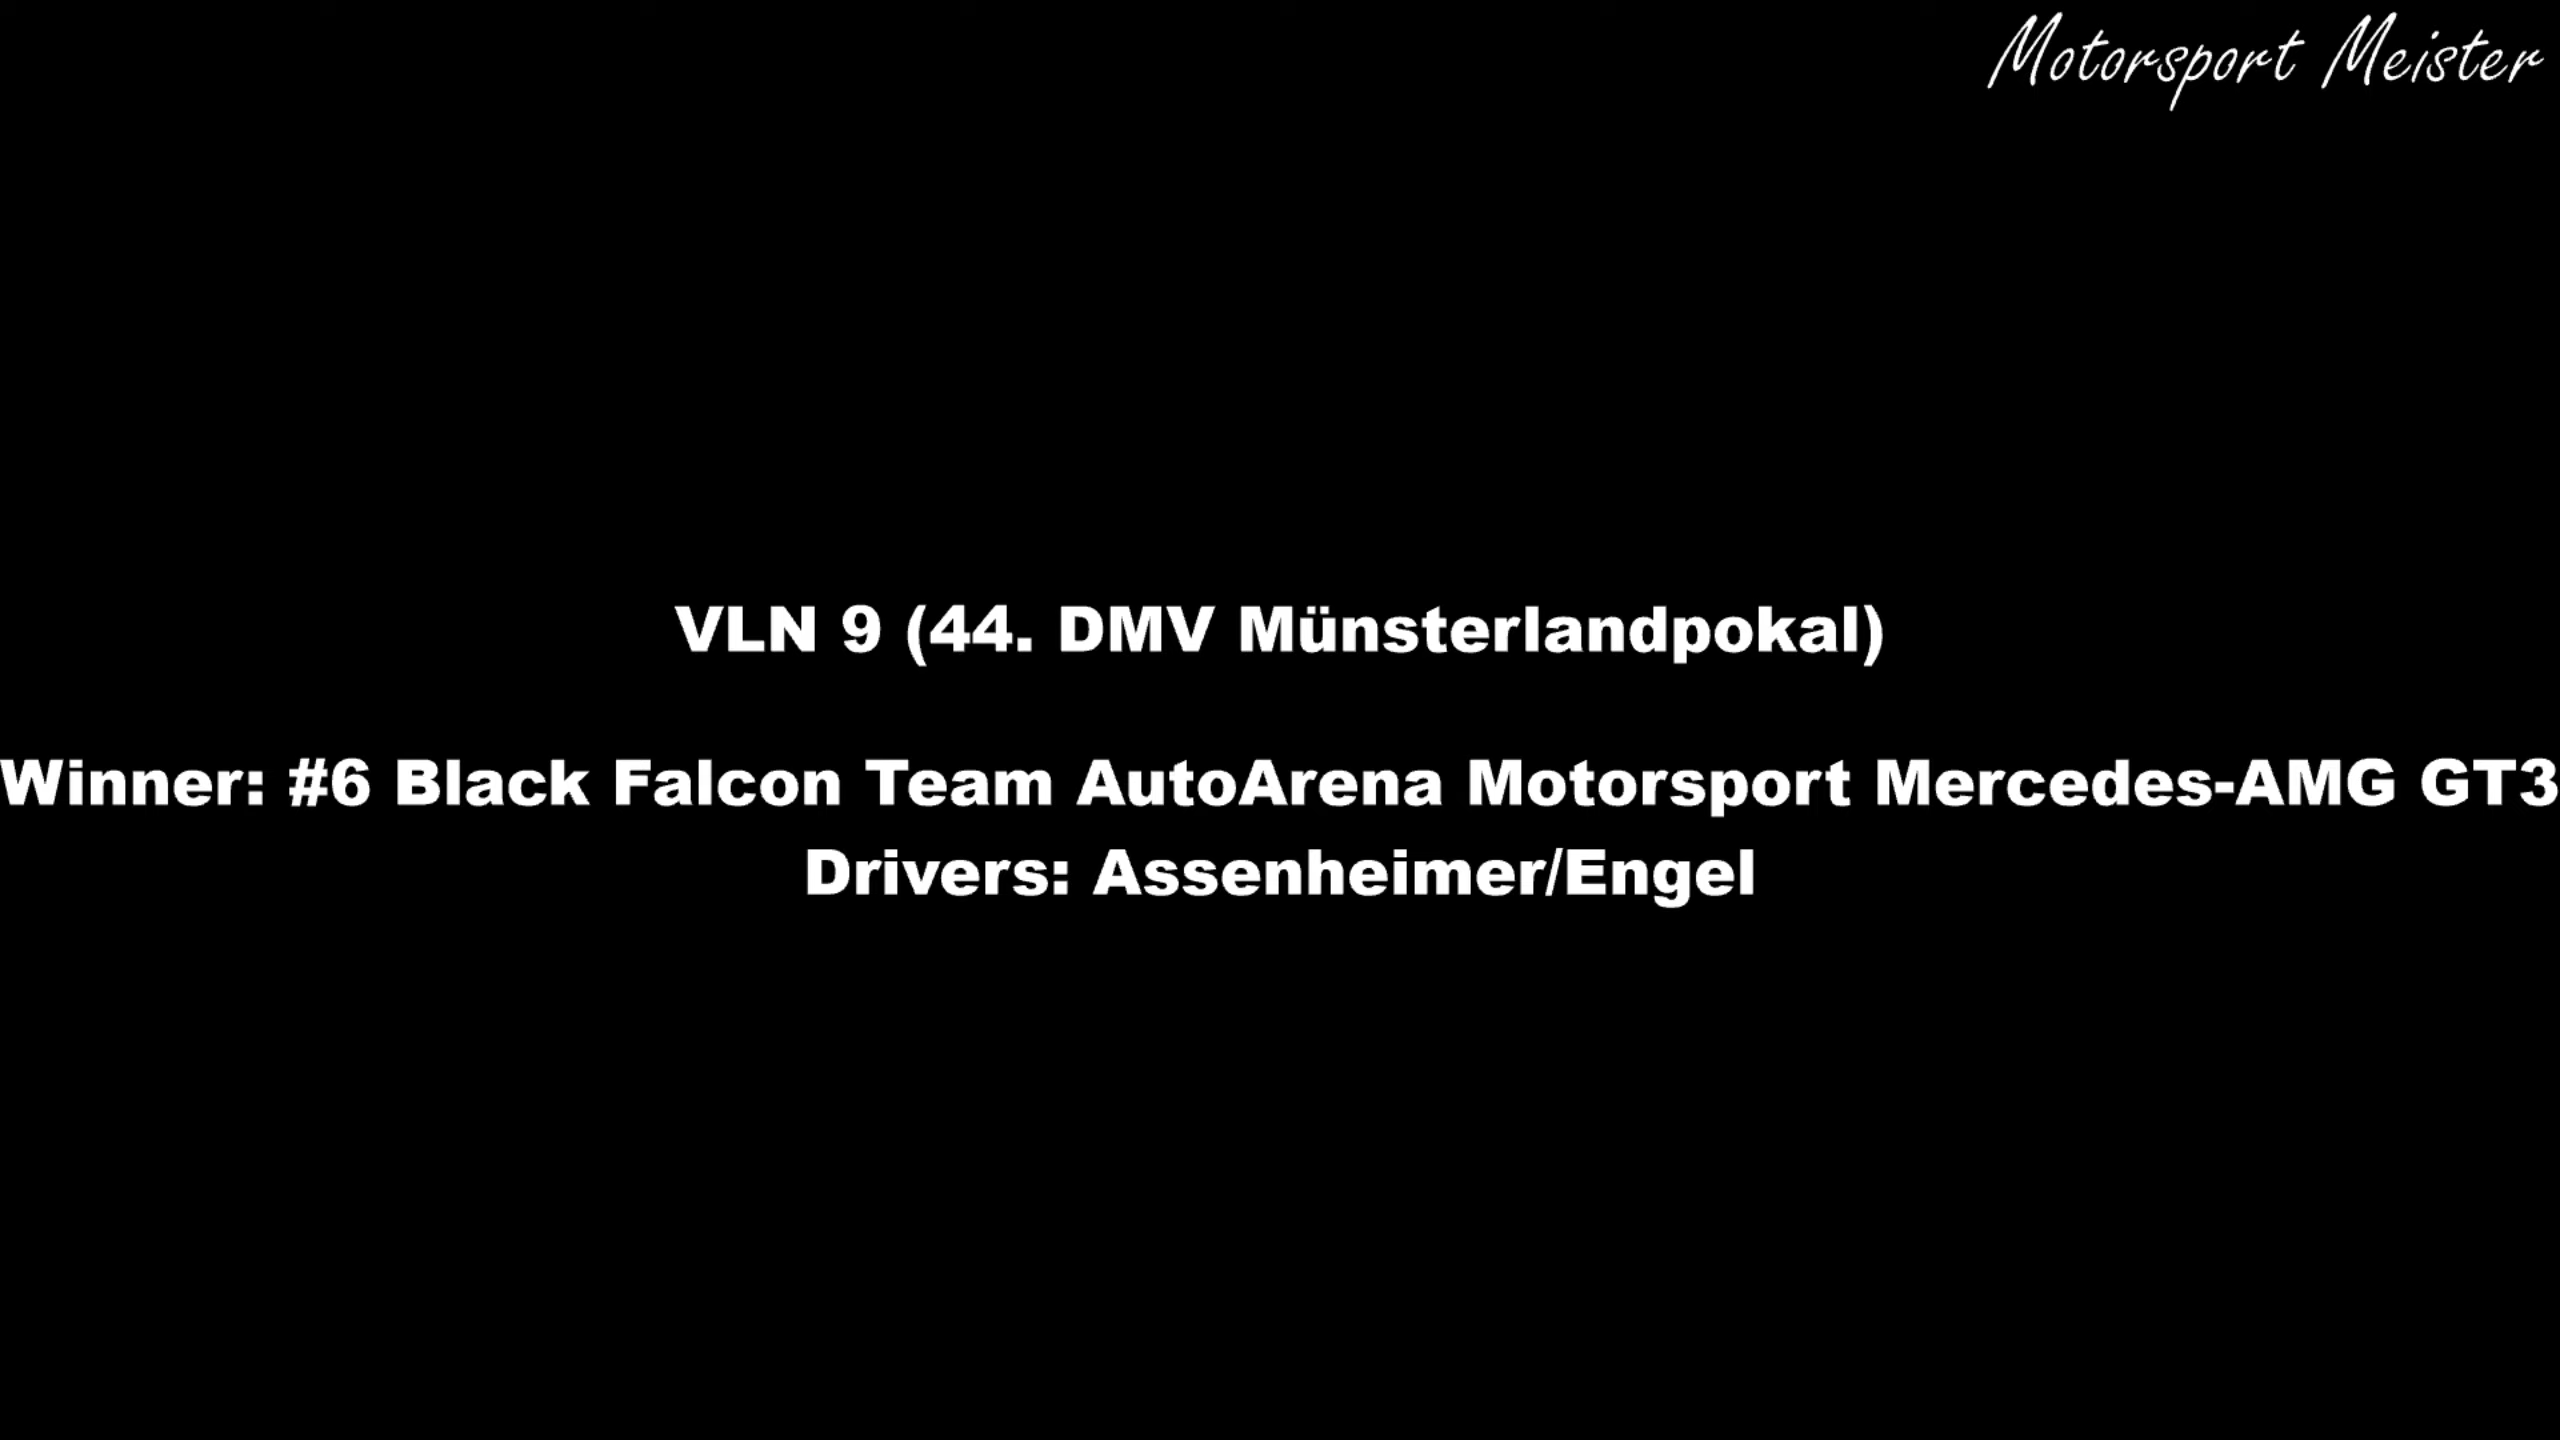 Motorsport Meister
VLN 9 (44. DMV Münsterlandpokal)
Winner: #6 Black Falcon Team AutoArena Motorsport Mercedes-AMG GT3
Drivers: Assenheimer/Engel